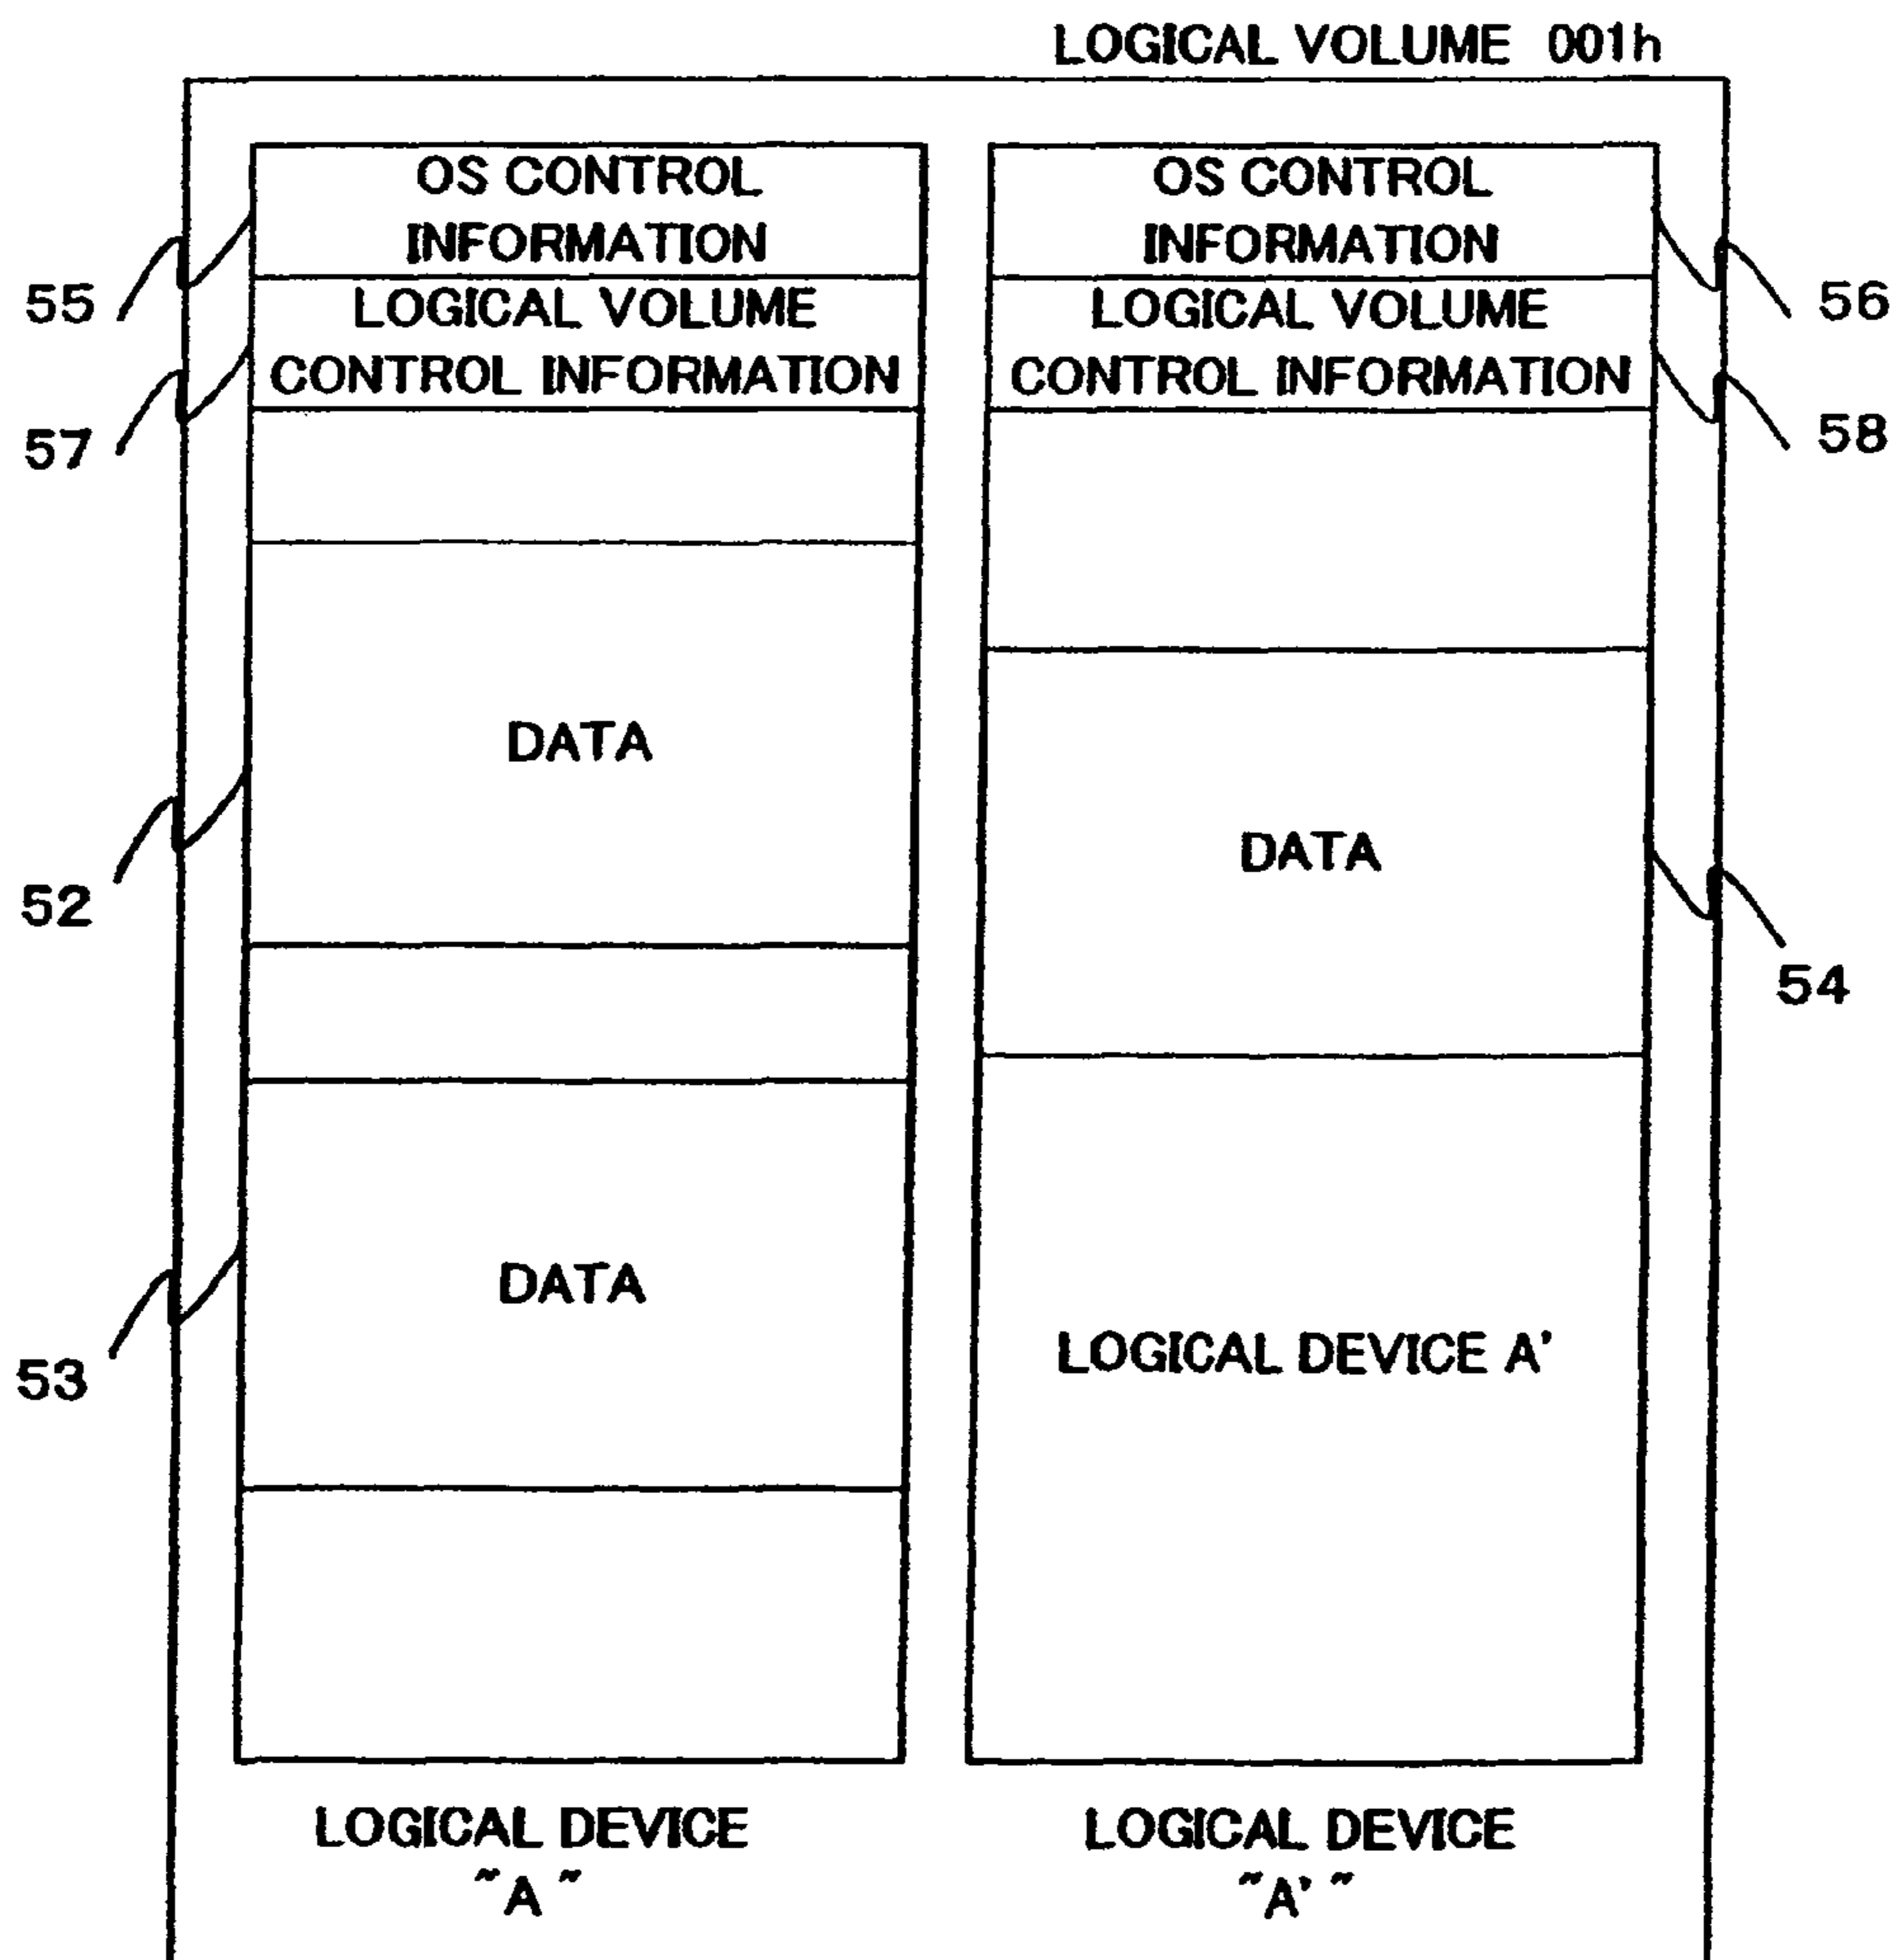 LOGICAL VOLUME 001h
OS CONTROL
INFORMATION
LOGICAL VOLUME
CONTROL INFORMATION
DATA
DATA
LOGICAL DEVICE
"A"
OS CONTROL
INFORMATION
LOGICAL VOLUME
CONTROL INFORMATION
DATA
LOGICAL DEVICE A'
LOGICAL DEVICE
"A'"
55
57
52
53
56
58
54